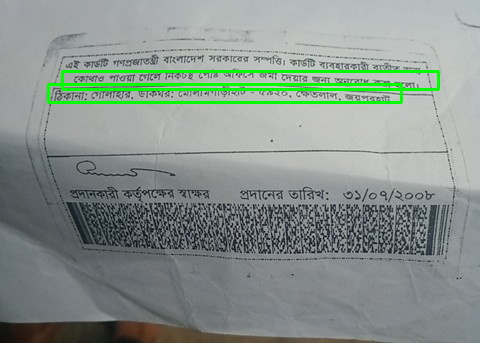 এই কার্ডটি গণপ্রজাতন্ত্রী বাংলাদেশ সরকারের সম্পত্তি। কার্ডটি ব্যবহারকারী ব্যতীত অন্য
কোথাও পাওয়া গেলে নিকটস্থ পোষ্ট অফিসে জমা দেয়ার জন্য অনুরোধ করা হলো।
ঠিকানা: গোলাহার, ডাকঘর: - ৫৯২০, ক্ষেতলাল, জয়পুরহাট
প্রদানকারী কর্তৃপক্ষের স্বাক্ষর প্রদানের তারিখ: ৩১/০৭/২০০৮